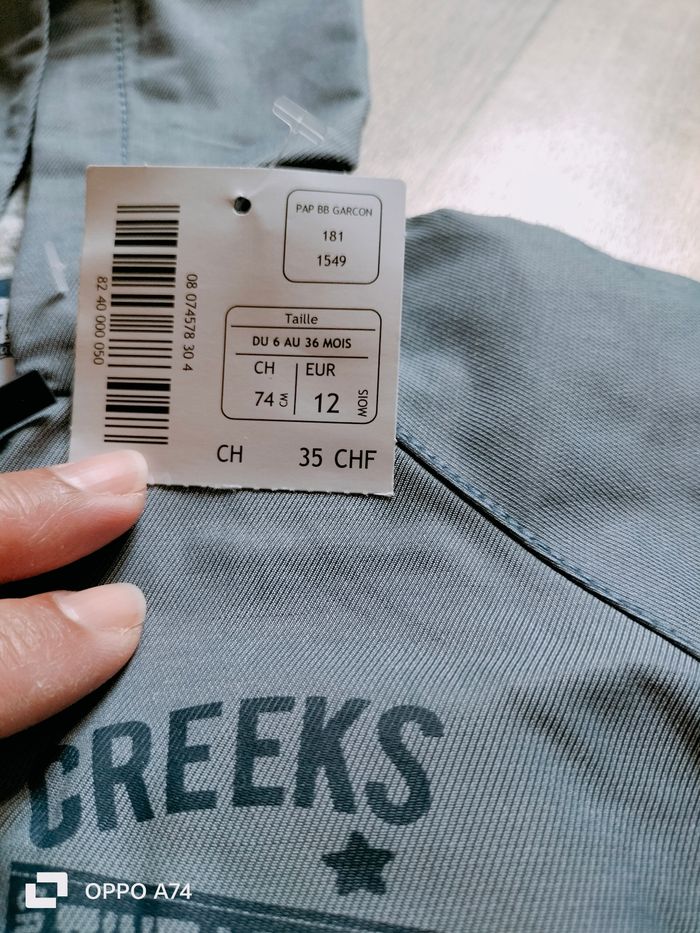 PAP BB GARCON
181
1549
08 074578 30 4
82 40 000 050
Taille
DU 6 AU 36 MOIS
CH EUR
74 CM 12 MOIS
CH 35 CHF
CREEKS
OPPO A74